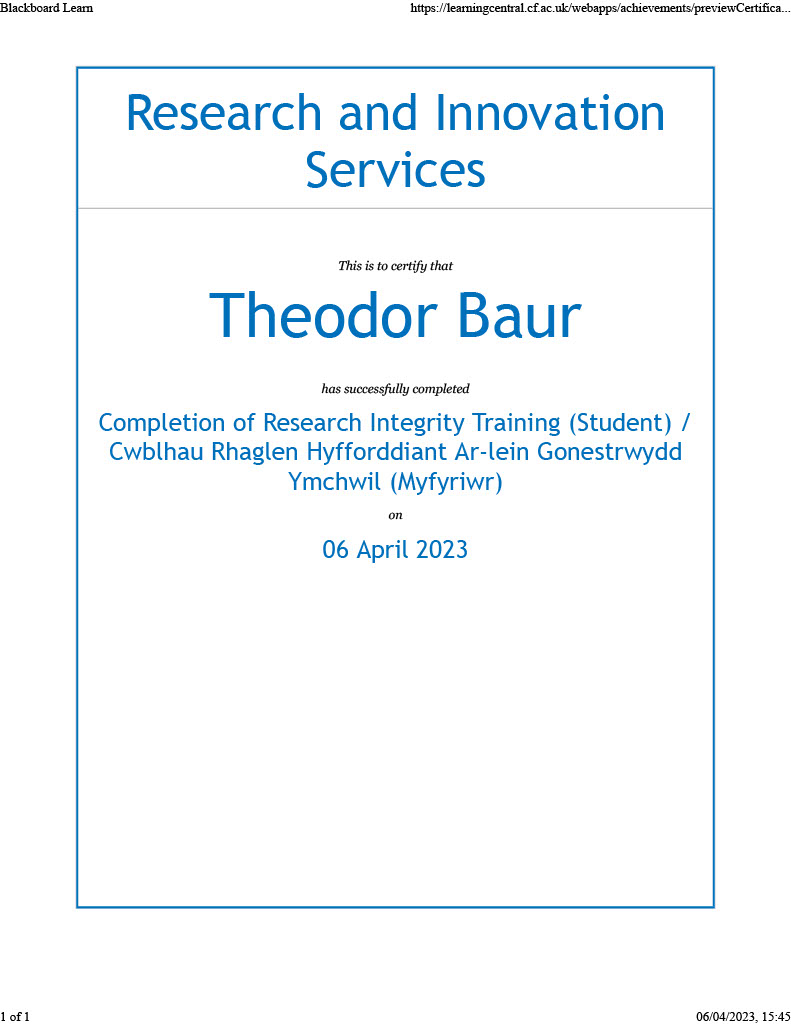 Blackboard Learn
https://learningcentral.cf.ac.uk/webapps/achievements/previewCertifica...
Research and Innovation
Services
This is to certify that
Theodor Baur
has successfully completed
Completion of Research Integrity Training (Student) /
Cwblhau Rhaglen Hyfforddiant Ar-lein Gonestrwydd
Ymchwil (Myfyriwr)
on
06 April 2023
1 of 1
06/04/2023, 15:45